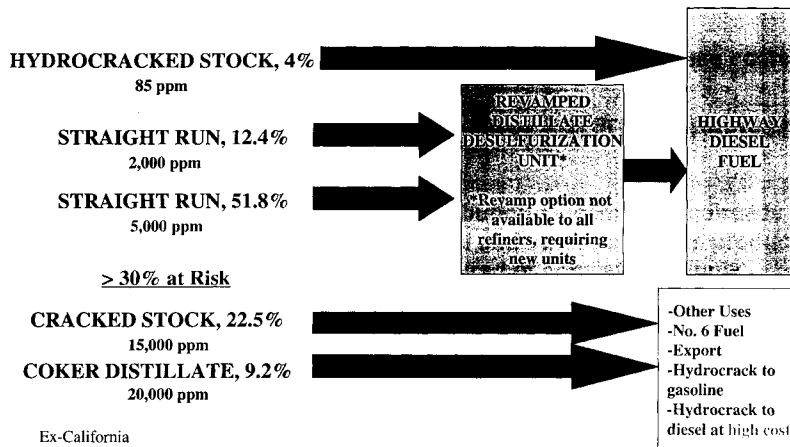 HYDROCRACKED STOCK, 4%
85 ppm
STRAIGHT RUN, 12.4%
2,000 ppm
STRAIGHT RUN, 51.8%
5,000 ppm
> 30% at Risk
CRACKED STOCK, 22.5%
15,000 ppm
COKER DISTILLATE, 9.2%
20,000 ppm
Ex-California
REVAMPED
DISTILLATE
DESULFURIZATION
UNIT*
*Revamp option not
available to all
refiners, requiring
new units
HIGHWAY
DIESEL
FUEL
-Other Uses
-No. 6 Fuel
-Export
-Hydrocrack to
gasoline
-Hydrocrack to
diesel at high cost